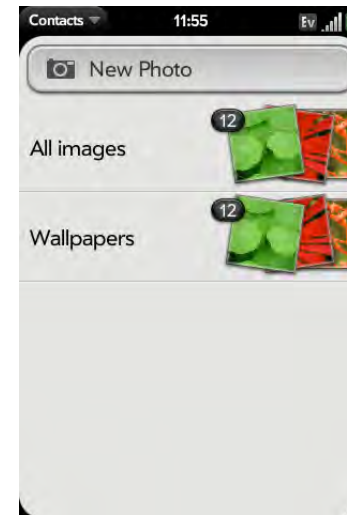 Contacts 11:55 Ev
New Photo
12
All images
12
Wallpapers